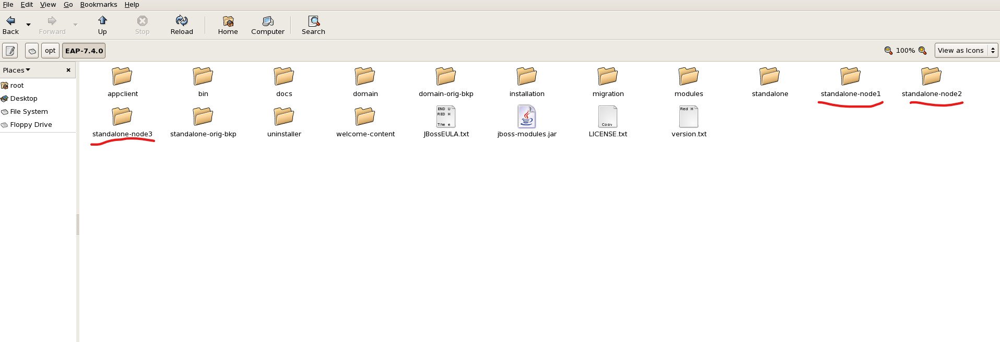 File Edit View Go Bookmarks Help
Back Forward Up Stop Reload Home Computer Search
opt EAP-7.4.0 100% View as Icons
Places
root
Desktop
File System
Floppy Drive
appclient bin docs domain domain-orig-bkp installation migration modules standalone standalone-node1 standalone-node2
END U
RED H
The e
Copy
Red H
standalone-node3 standalone-orig-bkp uninstaller welcome-content JBossEULA.txt jboss-modules.jar LICENSE.txt version.txt